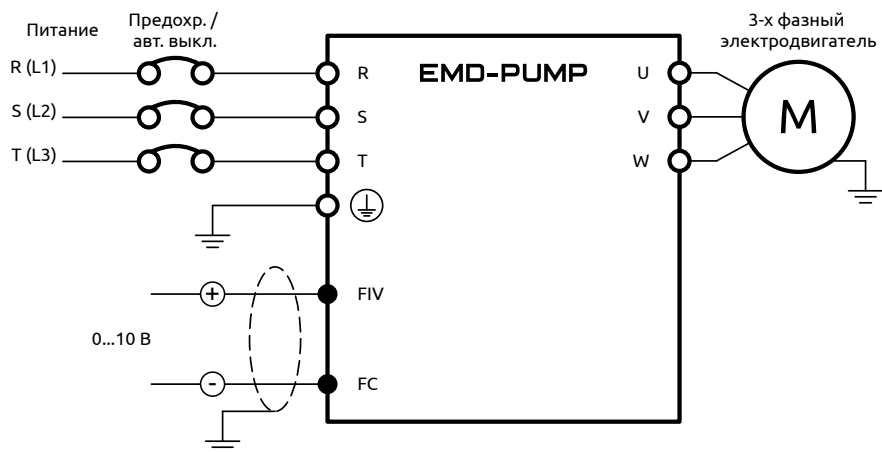 Питание
Предохр. /
авт. выкл.
3-х фазный
электродвигатель
R (L1)
R
EMD-PUMP
U
S (L2)
S
V
M
T (L3)
T
W
+
FIV
0...10 В
-
FC